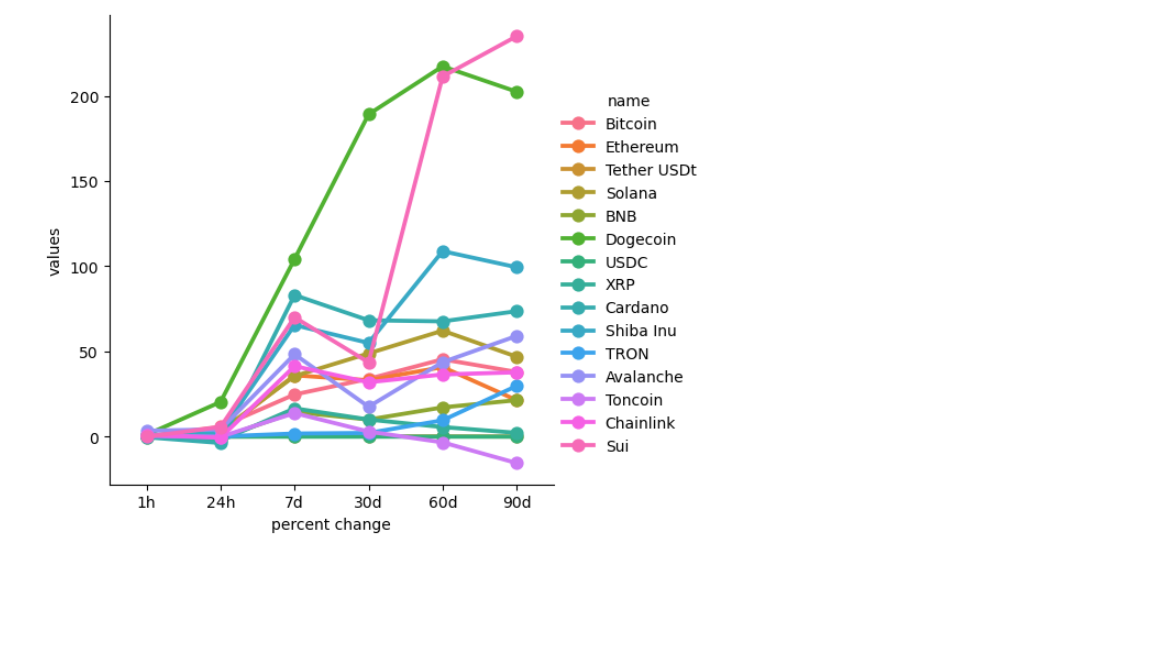 200
150
100
50
0
values
1h 24h 7d 30d 60d 90d
percent change
name
Bitcoin
Ethereum
Tether USDt
Solana
BNB
Dogecoin
USDC
XRP
Cardano
Shiba Inu
TRON
Avalanche
Toncoin
Chainlink
Sui